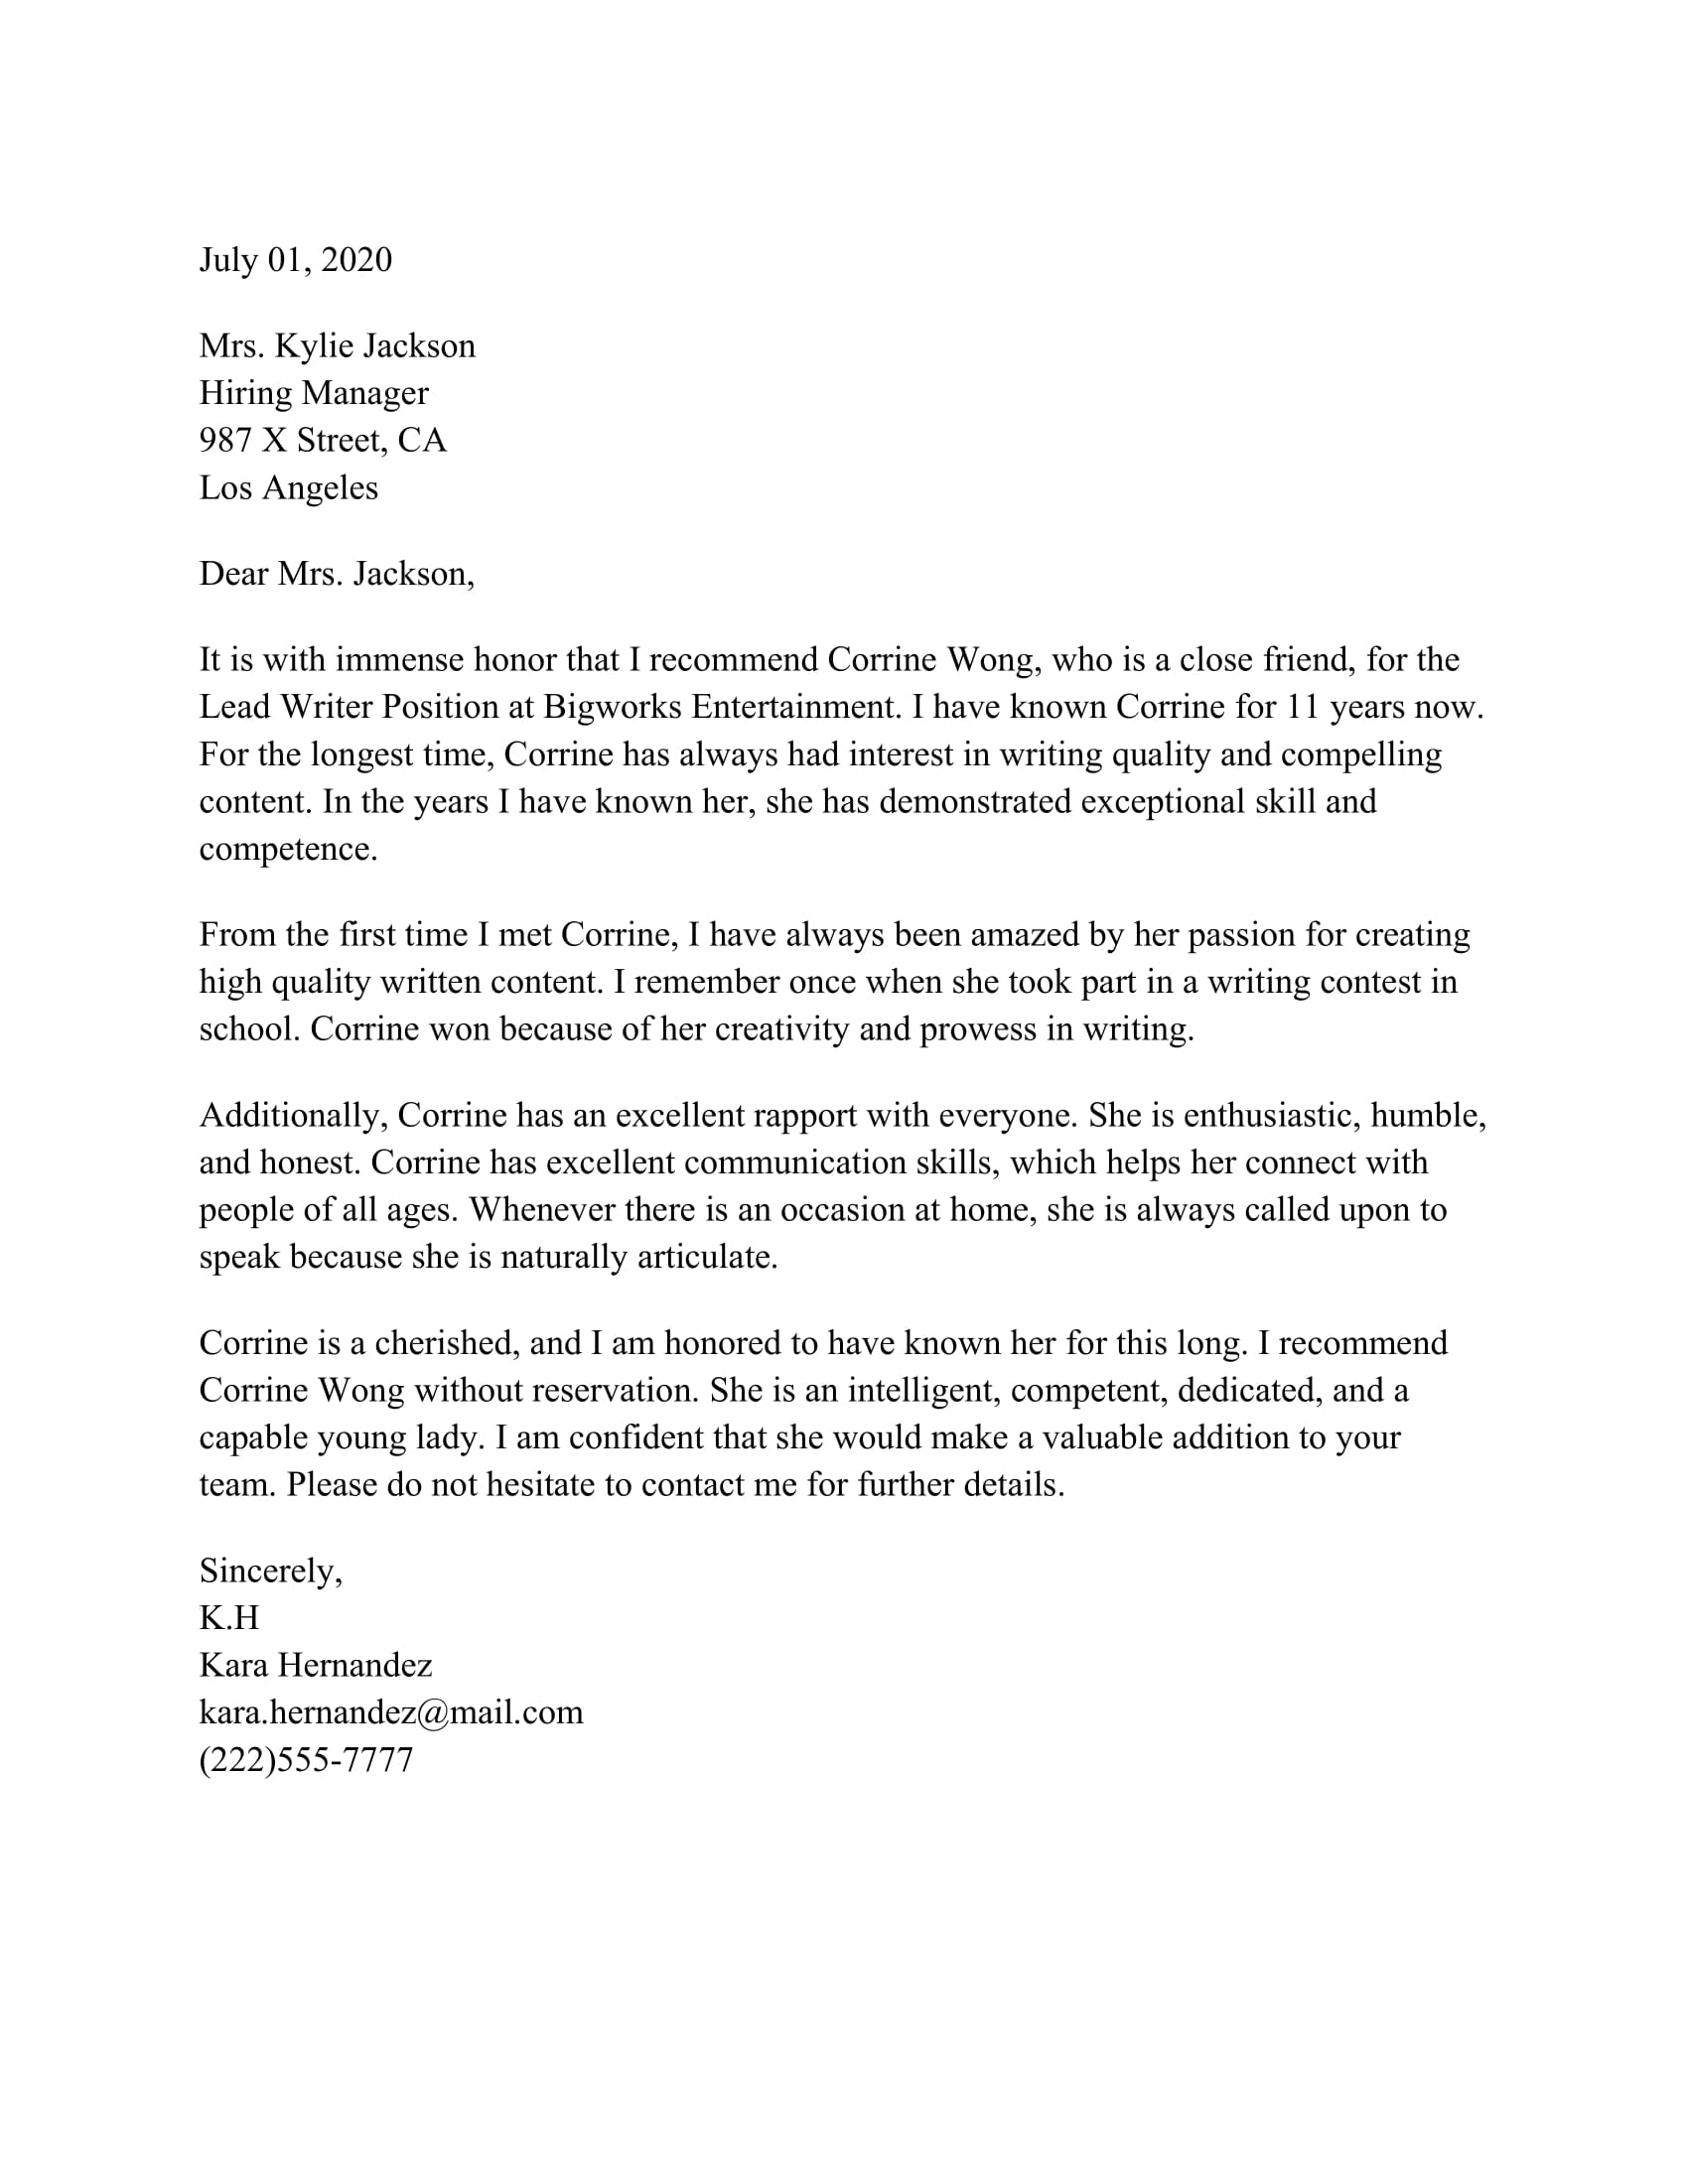 July 01, 2020
Mrs. Kylie Jackson
Hiring Manager
987 X Street, CA
Los Angeles
Dear Mrs. Jackson,
It is with immense honor that I recommend Corrine Wong, who is a close friend, for the
Lead Writer Position at Bigworks Entertainment. I have known Corrine for 11 years now.
For the longest time, Corrine has always had interest in writing quality and compelling
content. In the years I have known her, she has demonstrated exceptional skill and
competence.
From the first time I met Corrine, I have always been amazed by her passion for creating
high quality written content. I remember once when she took part in a writing contest in
school. Corrine won because of her creativity and prowess in writing.
Additionally, Corrine has an excellent rapport with everyone. She is enthusiastic, humble,
and honest. Corrine has excellent communication skills, which helps her connect with
people of all ages. Whenever there is an occasion at home, she is always called upon to
speak because she is naturally articulate.
Corrine is a cherished, and I am honored to have known her for this long. I recommend
Corrine Wong without reservation. She is an intelligent, competent, dedicated, and a
capable young lady. I am confident that she would make a valuable addition to your
team. Please do not hesitate to contact me for further details.
Sincerely,
K.H
Kara Hernandez
kara.hernandez@mail.com
(222)555-7777